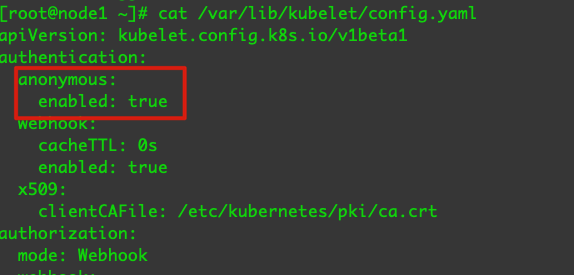 [root@node1 ~]# cat /var/lib/kubelet/config.yaml
apiVersion: kubelet.config.k8s.io/v1beta1
authentication:
  anonymous:
    enabled: true
  webhook:
    cacheTTL: 0s
    enabled: true
  x509:
    clientCAFile: /etc/kubernetes/pki/ca.crt
authorization:
  mode: Webhook
  webhook: